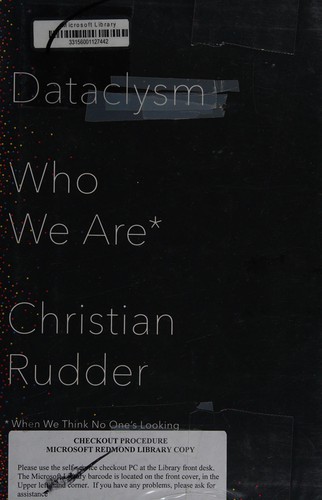 Microsoft Library
33156001127442
Dataclysm
Who
We Are*
Christian
Rudder
* When We Think No One's Looking
CHECKOUT PROCEDURE
MICROSOFT REDMOND LIBRARY COPY
Please use the self-service checkout PC at the Library front desk.
The Microsoft Library barcode is located on the front cover, in the
Upper left hand corner. If you have any problems, please ask for
assistance